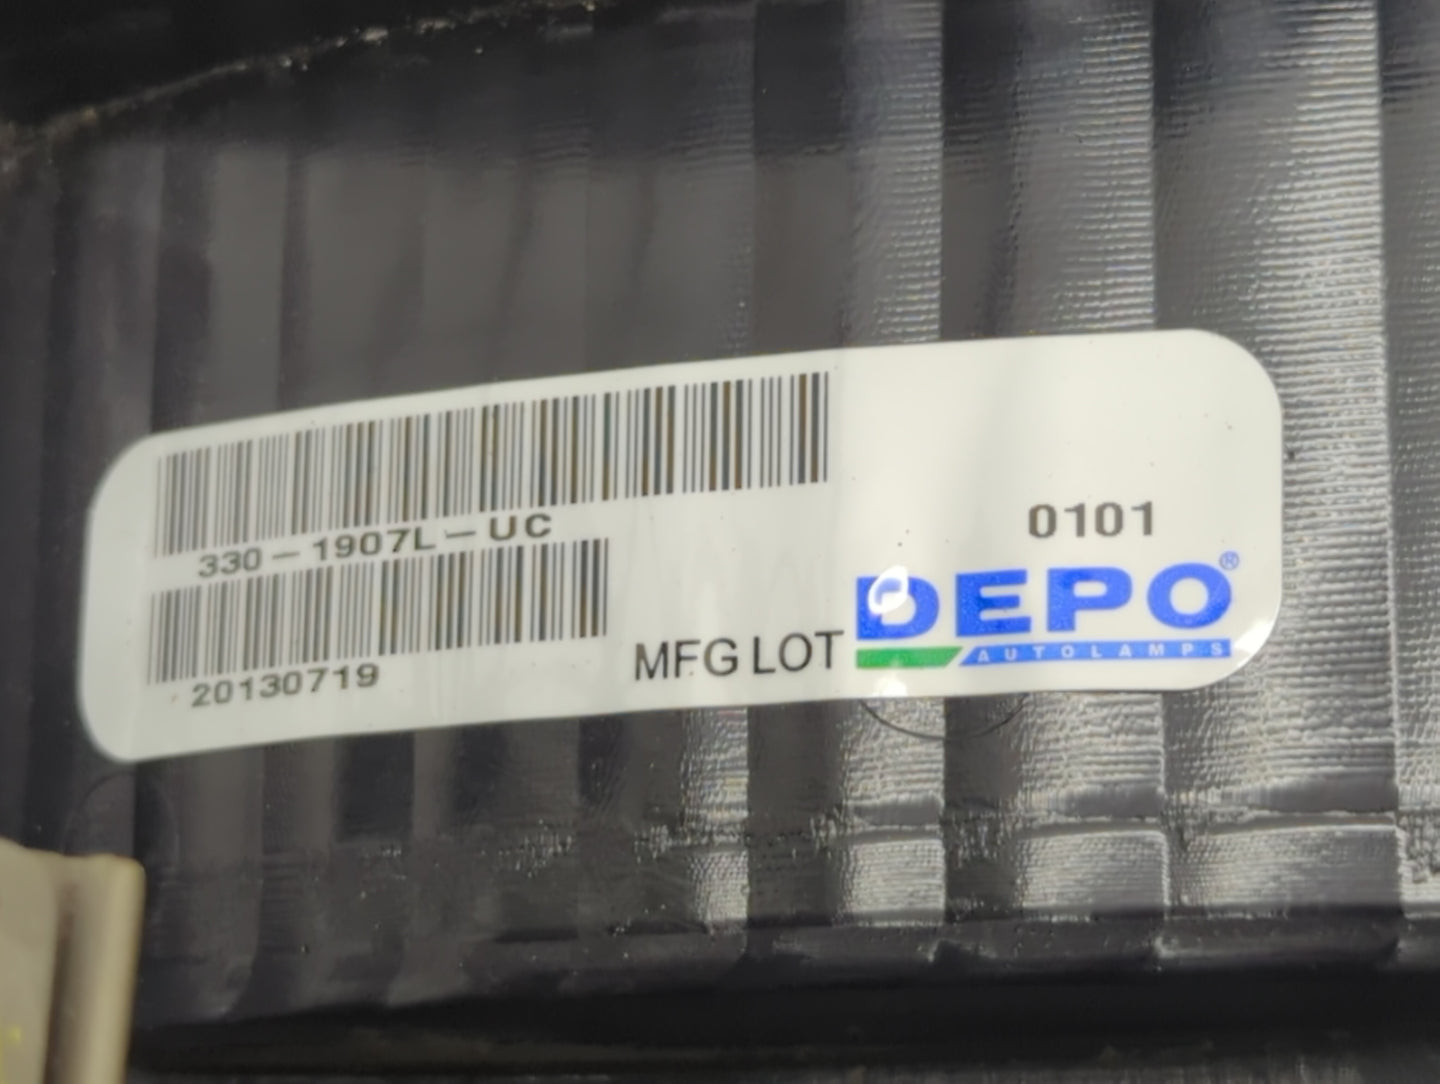 330-1907L-UC
20130719
MFG LOT
0101
DEPO®
AUTOLAMPS